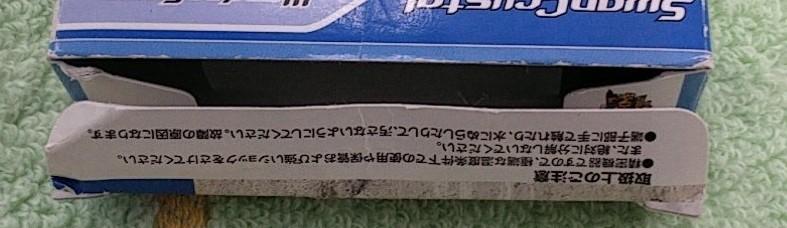 取扱上のご注意
●精密機器ですので、極端な温度条件下での使用や保管および強いショックをさけてください。
また、絶対に分解しないでください。
●端子部に手で触れたり、水にぬらしたりして、汚さないようにしてください。故障の原因になります。
SwanCrystal